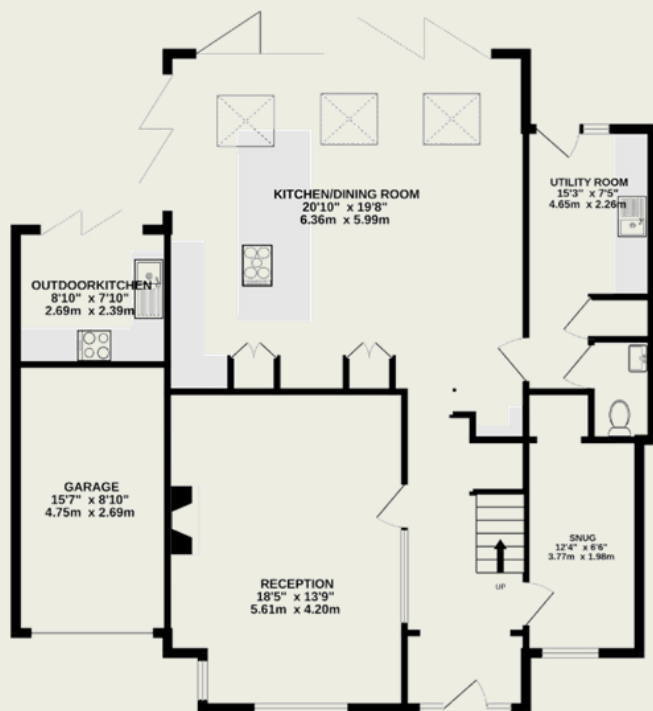 KITCHEN/DINING ROOM
20'10" x 19'8"
6.36m x 5.99m
UTILITY ROOM
15'3" x 7'5"
4.65m x 2.26m
OUTDOORKITCHEN
8'10" x 7'10"
2.69m x 2.39m
GARAGE
15'7" x 8'10"
4.75m x 2.69m
SNUG
12'4" x 6'6"
3.77m x 1.98m
RECEPTION
18'5" x 13'9"
5.61m x 4.20m
UP